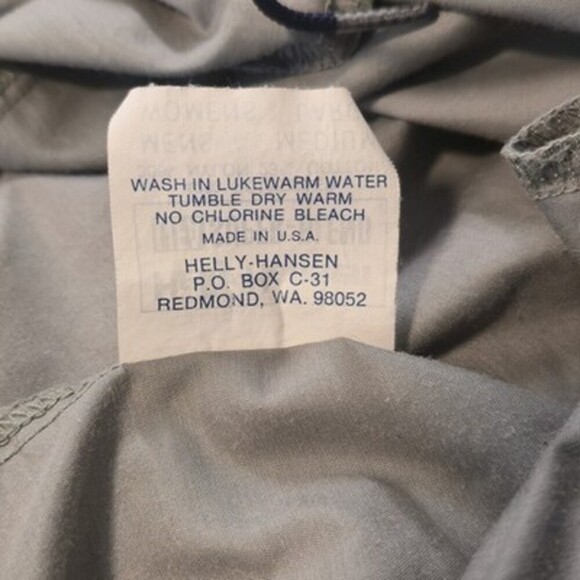 WASH IN LUKEWARM WATER
TUMBLE DRY WARM
NO CHLORINE BLEACH
MADE IN U.S.A.
HELLY-HANSEN
P.O. BOX C-31
REDMOND, WA. 98052